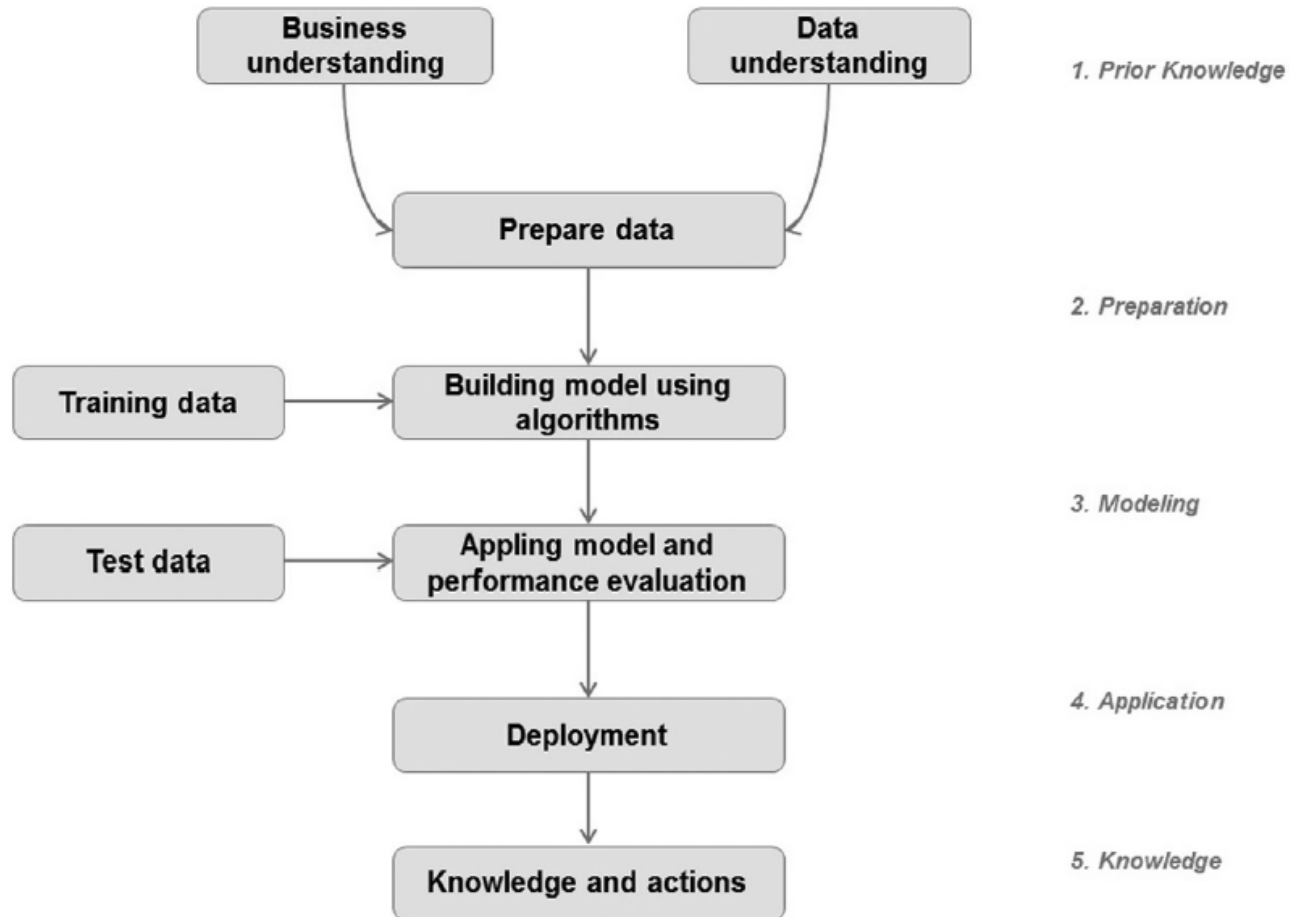 Business
understanding
Data
understanding
1. Prior Knowledge
Prepare data
2. Preparation
Training data
Building model using
algorithms
3. Modeling
Test data
Appling model and
performance evaluation
4. Application
Deployment
5. Knowledge
Knowledge and actions